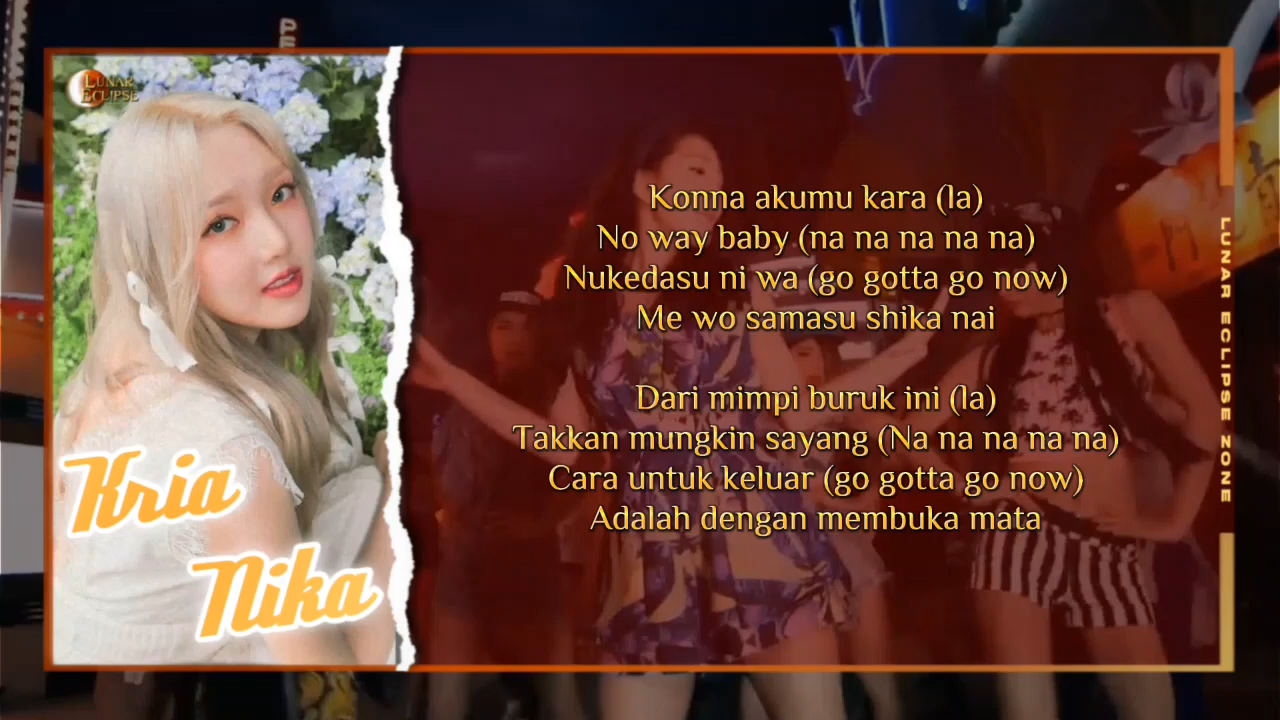 LUNAR
ECLIPSE
Konna akumu kara (la)
No way baby (na na na na na)
Nukedasu ni wa (go gotta go now)
Me wo samasu shika nai
Dari mimpi buruk ini (la)
Takkan mungkin sayang (Na na na na na)
Cara untuk keluar (go gotta go now)
Adalah dengan membuka mata
Kria
Nika
LUNAR ECLIPSE ZONE